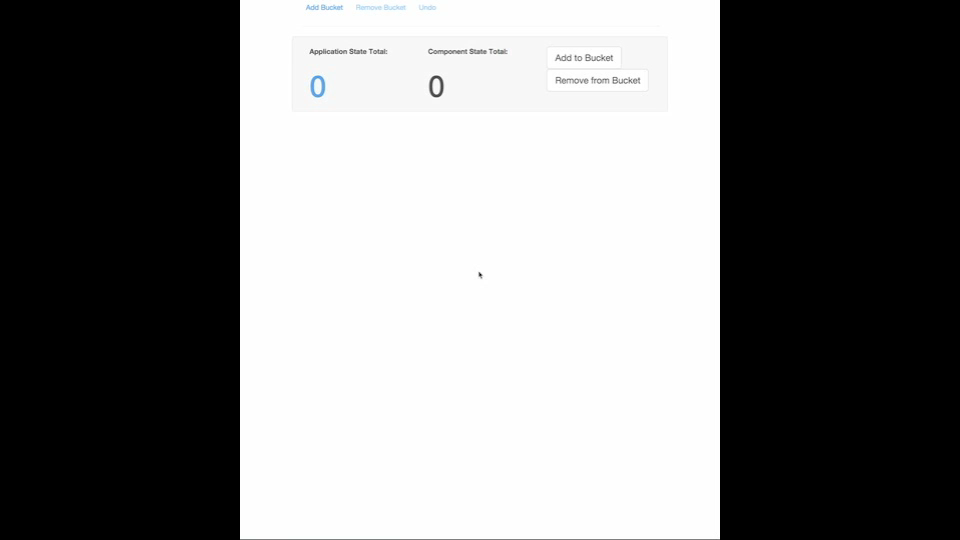 Add Bucket Remove Bucket Undo
Application State Total: Component State Total:
Add to Bucket
0 0
Remove from Bucket